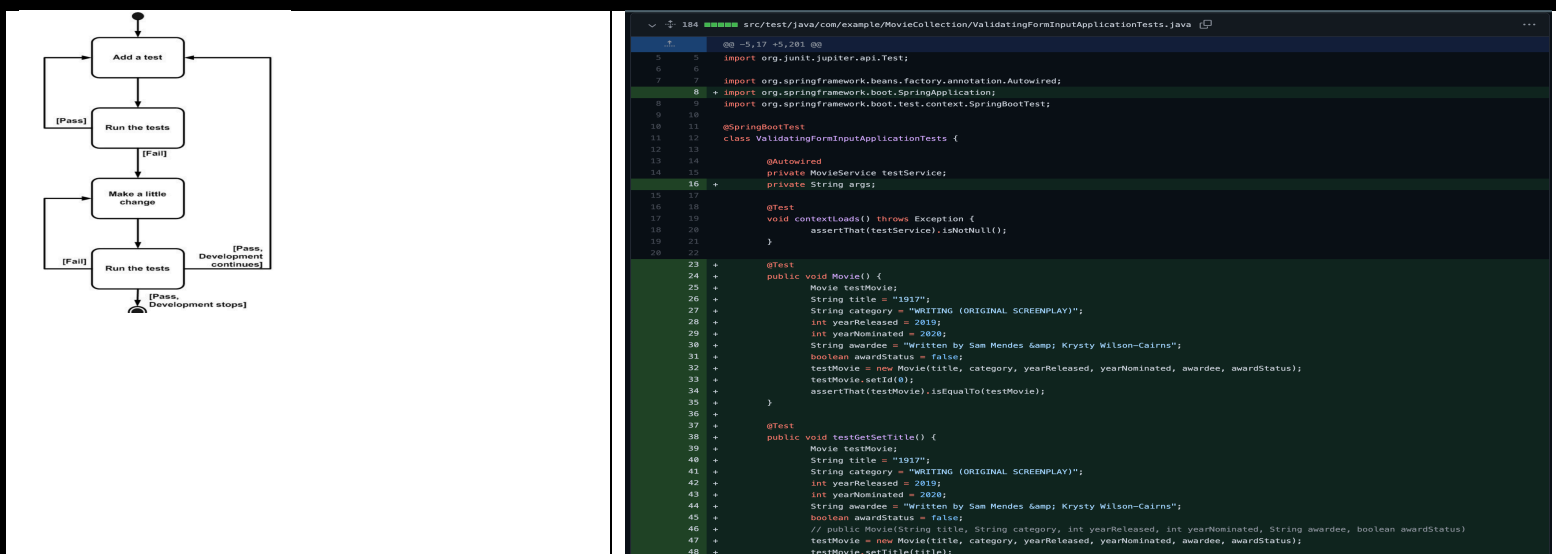 Add a test
[Pass]
Run the tests
[Fail]
Make a little
change
[Fail]
Run the tests
[Pass,
Development
continues]
[Pass,
Development stops]
184 src/test/java/com/example/MovieCollection/ValidatingFormInputApplicationTests.java
@@ -5,17 +5,201 @@
5 5 import org.junit.jupiter.api.Test;
6 6
7 7 import org.springframework.beans.factory.annotation.Autowired;
8 + import org.springframework.boot.SpringApplication;
8 9 import org.springframework.boot.test.context.SpringBootTest;
9 10
10 11 @SpringBootTest
11 12 class ValidatingFormInputApplicationTests {
12 13
13 14 @Autowired
14 15 private MovieService testService;
16 + private String args;
15 17
16 18 @Test
17 19 void contextLoads() throws Exception {
18 20 assertThat(testService).isNotNull();
19 21 }
20 22
23 + @Test
24 + public void Movie() {
25 + Movie testMovie;
26 + String title = "1917";
27 + String category = "WRITING (ORIGINAL SCREENPLAY)";
28 + int yearReleased = 2019;
29 + int yearNominated = 2020;
30 + String awardee = "Written by Sam Mendes &amp; Krysty Wilson-Cairns";
31 + boolean awardStatus = false;
32 + testMovie = new Movie(title, category, yearReleased, yearNominated, awardee, awardStatus);
33 + testMovie.setId(0);
34 + assertThat(testMovie).isEqualTo(testMovie);
35 + }
36 +
37 + @Test
38 + public void testGetSetTitle() {
39 + Movie testMovie;
40 + String title = "1917";
41 + String category = "WRITING (ORIGINAL SCREENPLAY)";
42 + int yearReleased = 2019;
43 + int yearNominated = 2020;
44 + String awardee = "Written by Sam Mendes &amp; Krysty Wilson-Cairns";
45 + boolean awardStatus = false;
46 + // public Movie(String title, String category, int yearReleased, int yearNominated, String awardee, boolean awardStatus)
47 + testMovie = new Movie(title, category, yearReleased, yearNominated, awardee, awardStatus);
48 + testMovie.setTitle(title);